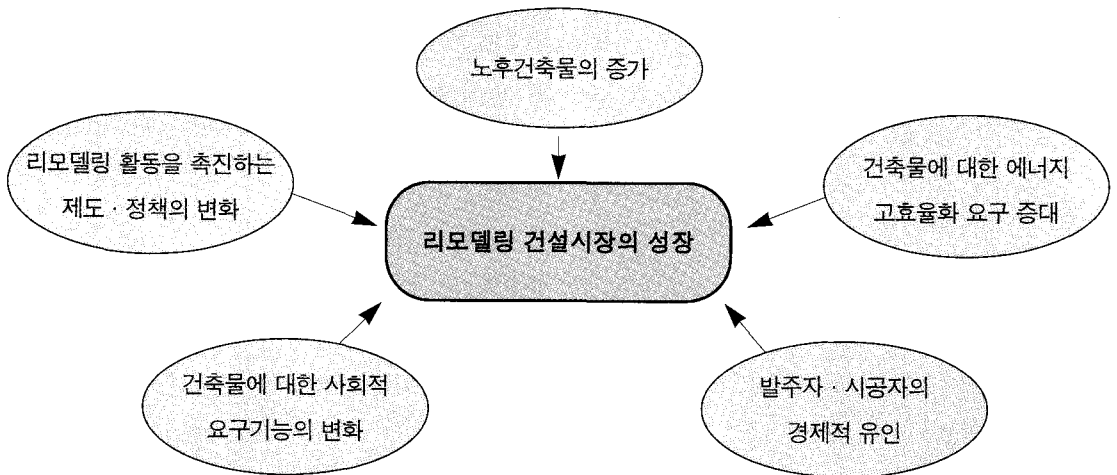 노후건축물의 증가
리모델링 활동을 촉진하는
제도 · 정책의 변화
건축물에 대한 에너지
고효율화 요구 증대
리모델링 건설시장의 성장
건축물에 대한 사회적
요구기능의 변화
발주자 · 시공자의
경제적 유인